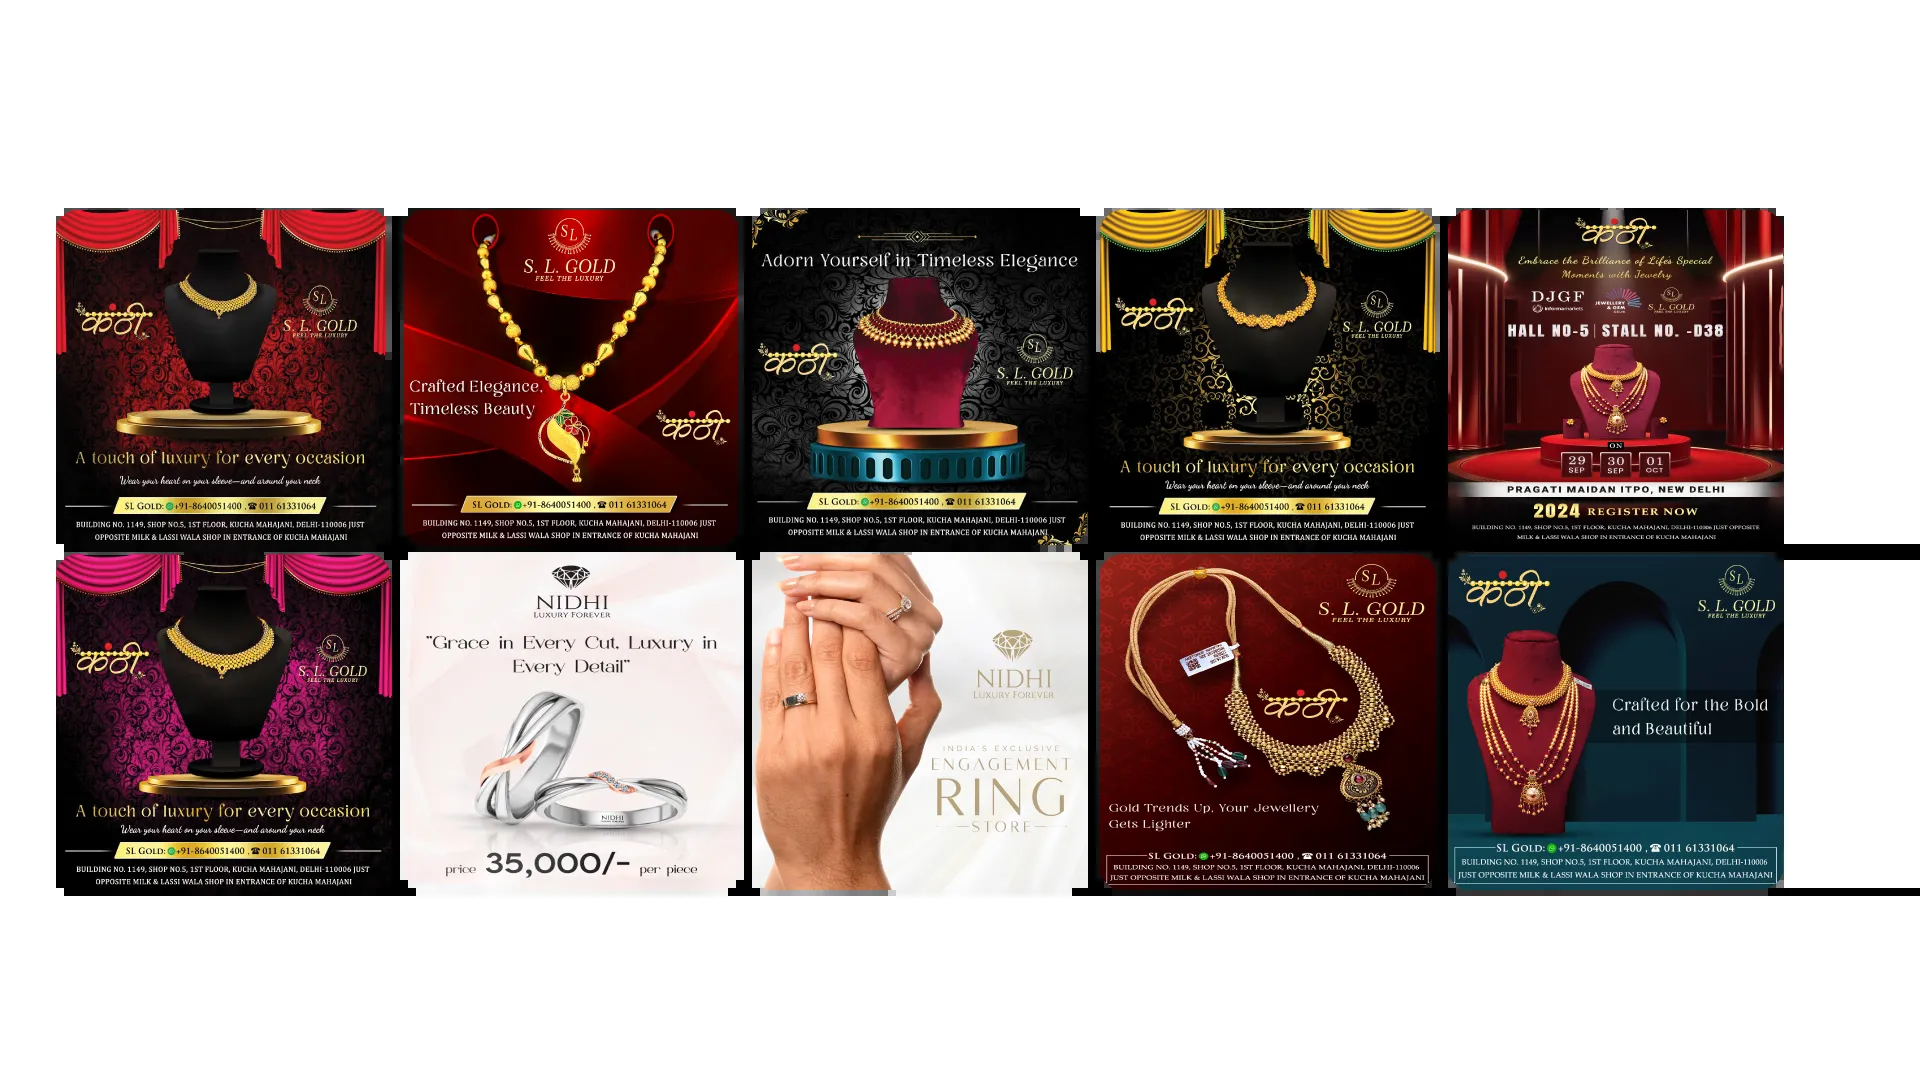 कंठी
SL
S. L. GOLD
FEEL THE LUXURY
A touch of luxury for every occasion
Wear your heart on your sleeve—and around your neck
SL GOLD: +91-8640051400 , ☎ 011 61331064
BUILDING NO. 1149, SHOP NO.5, 1ST FLOOR, KUCHA MAHAJANI, DELHI-110006 JUST
OPPOSITE MILK & LASSI WALA SHOP IN ENTRANCE OF KUCHA MAHAJANI
SL
S. L. GOLD
FEEL THE LUXURY
Crafted Elegance,
Timeless Beauty
कंठी
SL GOLD: +91-8640051400 , ☎ 011 61331064
BUILDING NO. 1149, SHOP NO.5, 1ST FLOOR, KUCHA MAHAJANI, DELHI-110006 JUST
OPPOSITE MILK & LASSI WALA SHOP IN ENTRANCE OF KUCHA MAHAJANI
Adorn Yourself in Timeless Elegance
कंठी
SL
S. L. GOLD
FEEL THE LUXURY
SL GOLD: +91-8640051400 , ☎ 011 61331064
BUILDING NO. 1149, SHOP NO.5, 1ST FLOOR, KUCHA MAHAJANI, DELHI-110006 JUST
OPPOSITE MILK & LASSI WALA SHOP IN ENTRANCE OF KUCHA MAHAJANI
कंठी
SL
S. L. GOLD
FEEL THE LUXURY
A touch of luxury for every occasion
Wear your heart on your sleeve—and around your neck
SL GOLD: +91-8640051400 , ☎ 011 61331064
BUILDING NO. 1149, SHOP NO.5, 1ST FLOOR, KUCHA MAHAJANI, DELHI-110006 JUST
OPPOSITE MILK & LASSI WALA SHOP IN ENTRANCE OF KUCHA MAHAJANI
कंठी
Embrace the Brilliance of Life's Special
Moments with Jewelry
DJGF
informamarkets
JEWELLERY
& GEM
SL
S. L. GOLD
FEEL THE LUXURY
HALL NO-5 | STALL NO. -D38
ON
29 SEP 30 SEP 01 OCT
PRAGATI MAIDAN ITPO, NEW DELHI
2024 REGISTER NOW
BUILDING NO. 1149, SHOP NO.5, 1ST FLOOR, KUCHA MAHAJANI, DELHI-110006 JUST OPPOSITE
MILK & LASSI WALA SHOP IN ENTRANCE OF KUCHA MAHAJANI
कंठी
SL
S. L. GOLD
FEEL THE LUXURY
A touch of luxury for every occasion
Wear your heart on your sleeve—and around your neck
SL GOLD: +91-8640051400 , ☎ 011 61331064
BUILDING NO. 1149, SHOP NO.5, 1ST FLOOR, KUCHA MAHAJANI, DELHI-110006 JUST
OPPOSITE MILK & LASSI WALA SHOP IN ENTRANCE OF KUCHA MAHAJANI
NIDHI
LUXURY FOREVER
"Grace in Every Cut, Luxury in
Every Detail"
NIDHI
price 35,000/- per piece
NIDHI
LUXURY FOREVER
INDIA'S EXCLUSIVE
ENGAGEMENT
RING
STORE
SL
S. L. GOLD
FEEL THE LUXURY
कंठी
Gold Trends Up, Your Jewellery
Gets Lighter
SL GOLD: +91-8640051400 , ☎ 011 61331064
BUILDING NO. 1149, SHOP NO.5, 1ST FLOOR, KUCHA MAHAJANI, DELHI-110006
JUST OPPOSITE MILK & LASSI WALA SHOP IN ENTRANCE OF KUCHA MAHAJANI
कंठी
SL
S. L. GOLD
FEEL THE LUXURY
Crafted for the Bold
and Beautiful
SL GOLD: +91-8640051400 , ☎ 011 61331064
BUILDING NO. 1149, SHOP NO.5, 1ST FLOOR, KUCHA MAHAJANI, DELHI-110006
JUST OPPOSITE MILK & LASSI WALA SHOP IN ENTRANCE OF KUCHA MAHAJANI